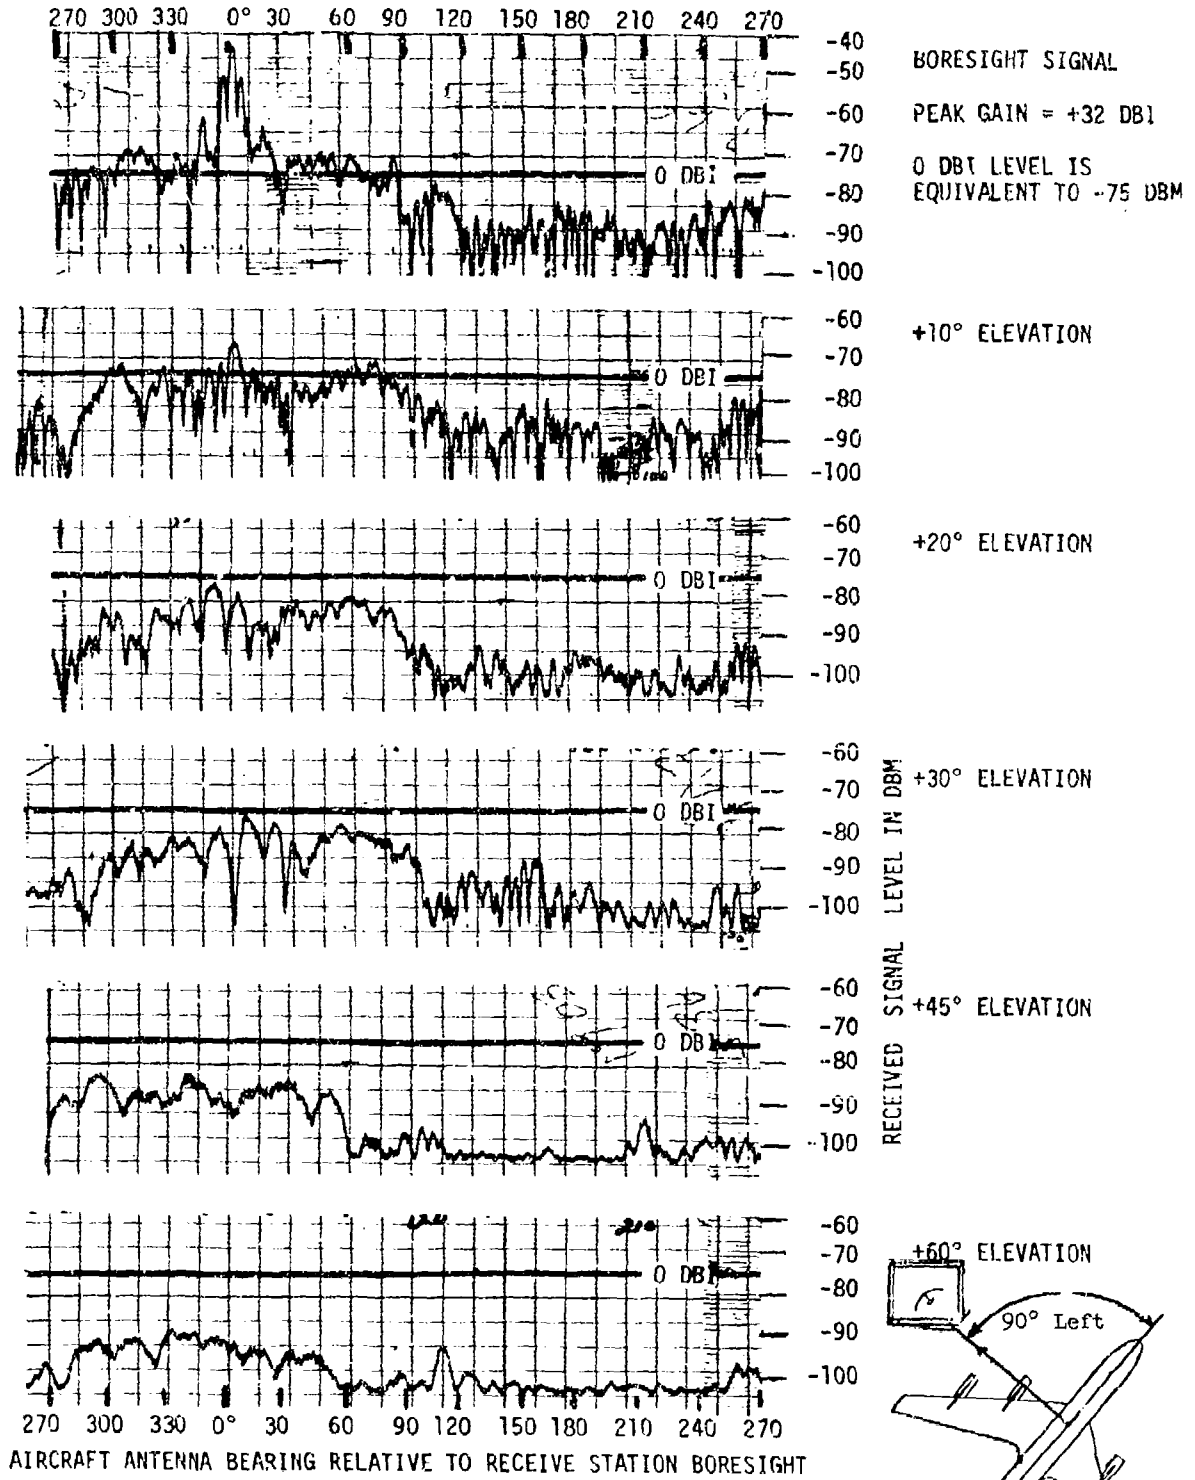 270 300 330 0° 30 60 90 120 150 180 210 240 270
-40
-50
-60
-70
-80
-90
-100
0 DBI
BORESIGHT SIGNAL
PEAK GAIN = +32 DBI
0 DBI LEVEL IS
EQUIVALENT TO -75 DBM
-60
-70
-80
-90
-100
0 DBI
+10° ELEVATION
-60
-70
-80
-90
-100
0 DBI
+20° ELEVATION
-60
-70
-80
-90
-100
0 DBI
+30° ELEVATION
RECEIVED SIGNAL LEVEL IN DBM
-60
-70
-80
-90
-100
0 DBI
+45° ELEVATION
120 210
-60
-70
-80
-90
-100
0 DBI
+60° ELEVATION
90° Left
270 300 330 0° 30 60 90 120 150 180 210 240 270
AIRCRAFT ANTENNA BEARING RELATIVE TO RECEIVE STATION BORESIGHT